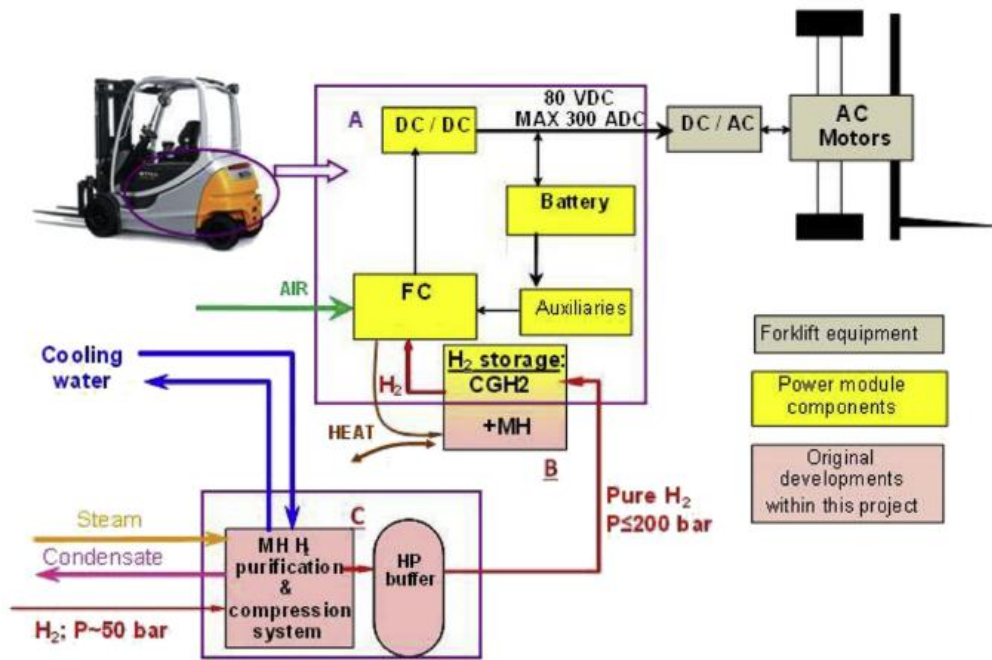 A
DC / DC
80 VDC
MAX 300 ADC
DC / AC
AC
Motors
Battery
AIR
FC
Auxiliaries
Forklift equipment
Cooling
water
H₂
H₂ storage:
CGH2
+MH
HEAT
B
Power module
components
Original
developments
within this project
Pure H₂
P≤200 bar
Steam
Condensate
H₂; P~50 bar
C
MH H₂
purification
&
compression
system
HP
buffer